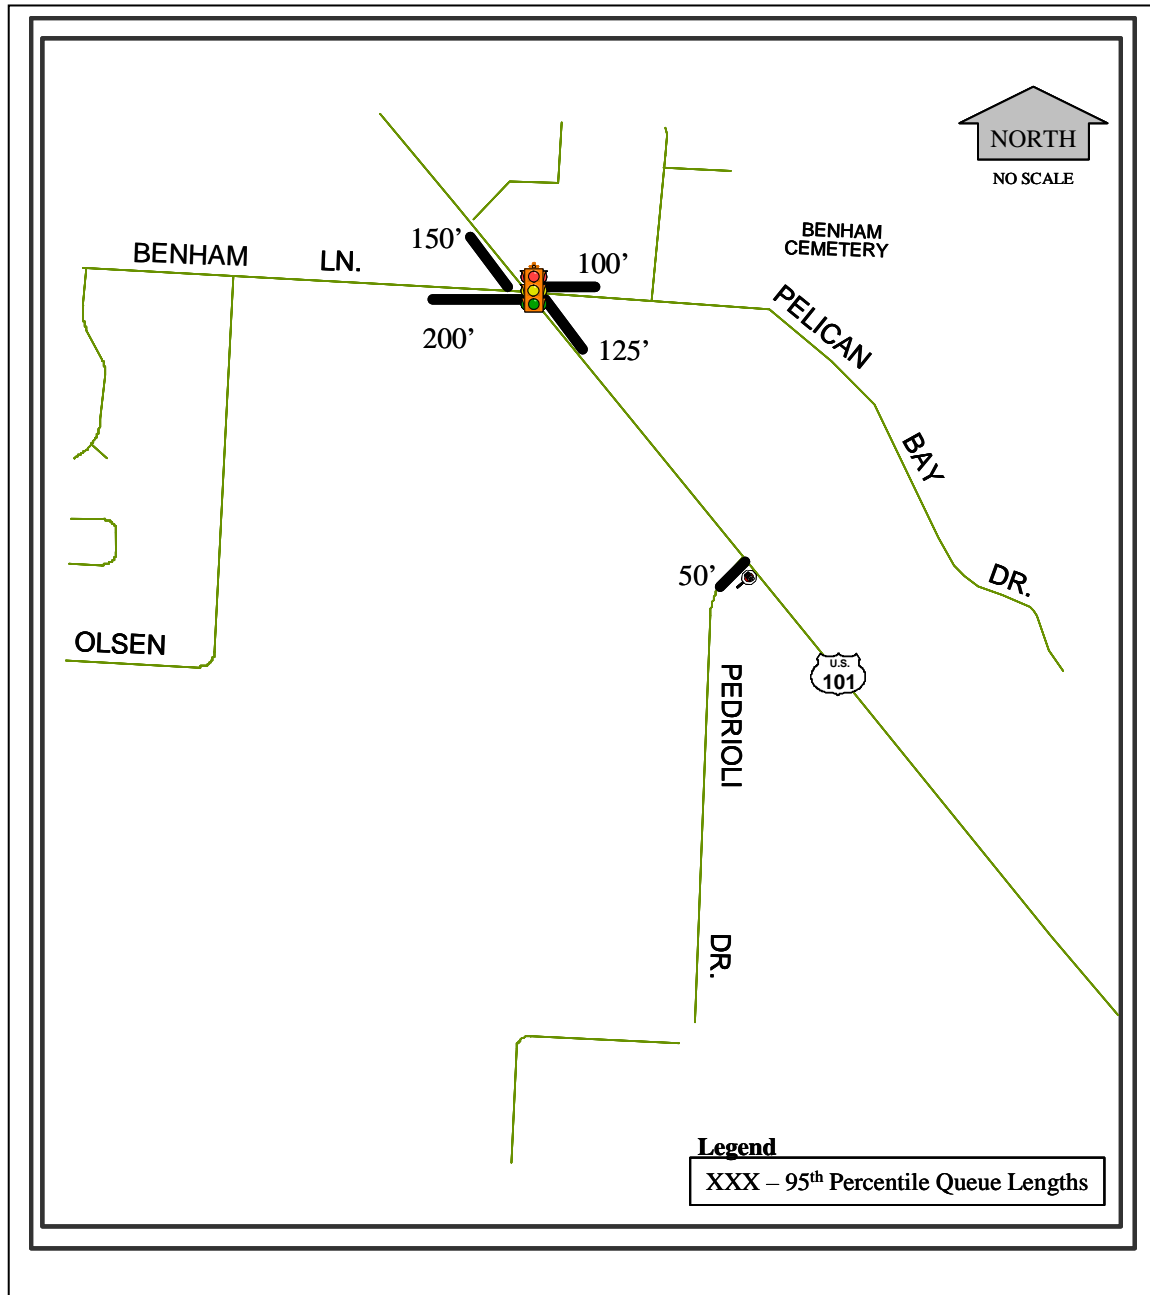 NORTH
NO SCALE
BENHAM
CEMETERY
BENHAM LN.
150’
100’
200’
125’
PELICAN
BAY
DR.
50’
OLSEN
U.S.
101
PEDRIOLI
DR.
Legend
XXX – 95th Percentile Queue Lengths